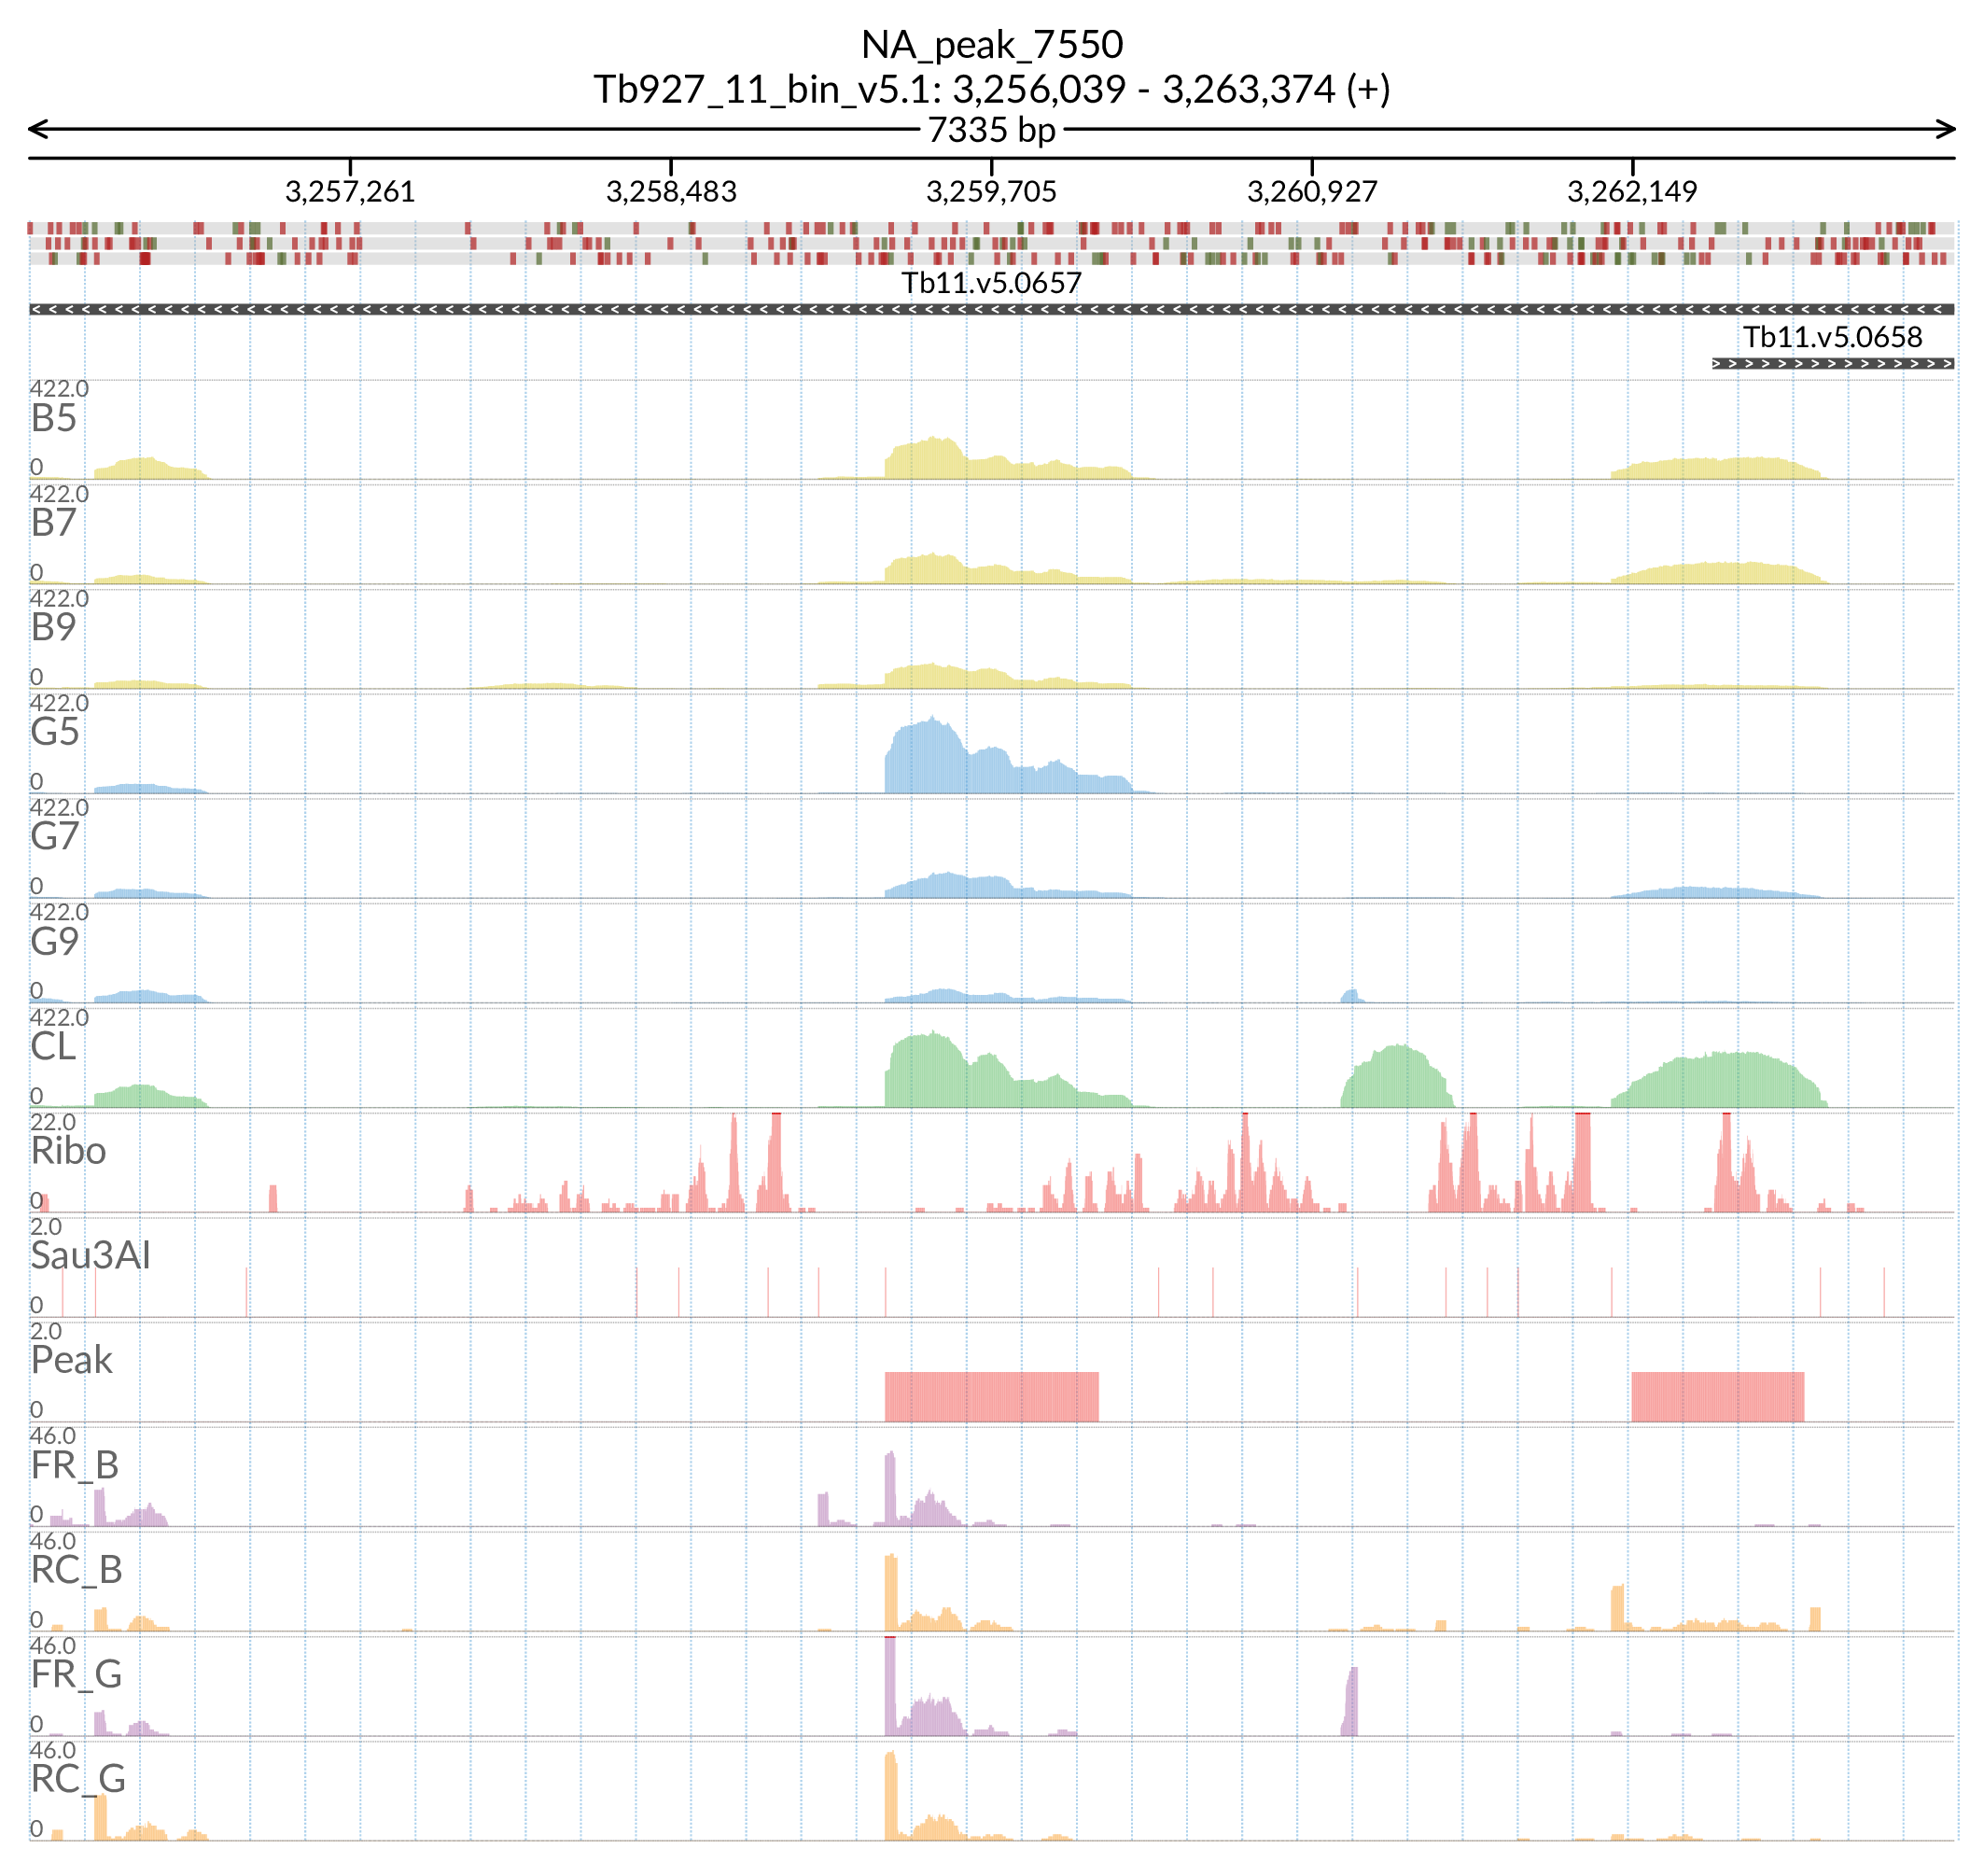 NA_peak_7550
Tb927_11_bin_v5.1: 3,256,039 - 3,263,374 (+)
7335 bp
3,257,261 3,258,483 3,259,705 3,260,927 3,262,149
Tb11.v5.0657
Tb11.v5.0658
422.0
B5
0
422.0
B7
0
422.0
B9
0
422.0
G5
0
422.0
G7
0
422.0
G9
0
422.0
CL
0
22.0
Ribo
0
2.0
Sau3AI
0
2.0
Peak
0
46.0
FR_B
0
46.0
RC_B
0
46.0
FR_G
0
46.0
RC_G
0